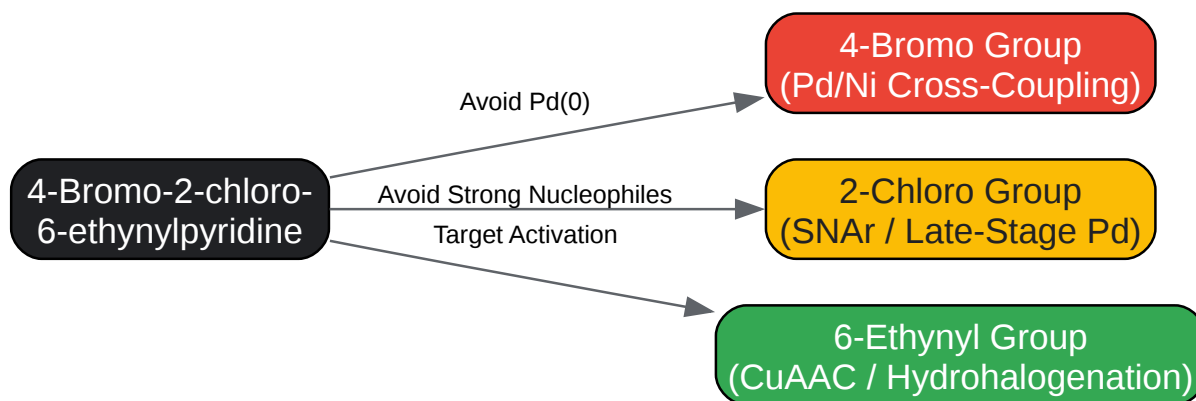 4-Bromo-2-chloro-
6-ethynylpyridine
Avoid Pd(0)
4-Bromo Group
(Pd/Ni Cross-Coupling)
Avoid Strong Nucleophiles
2-Chloro Group
(SNAr / Late-Stage Pd)
Target Activation
6-Ethynyl Group
(CuAAC / Hydrohalogenation)